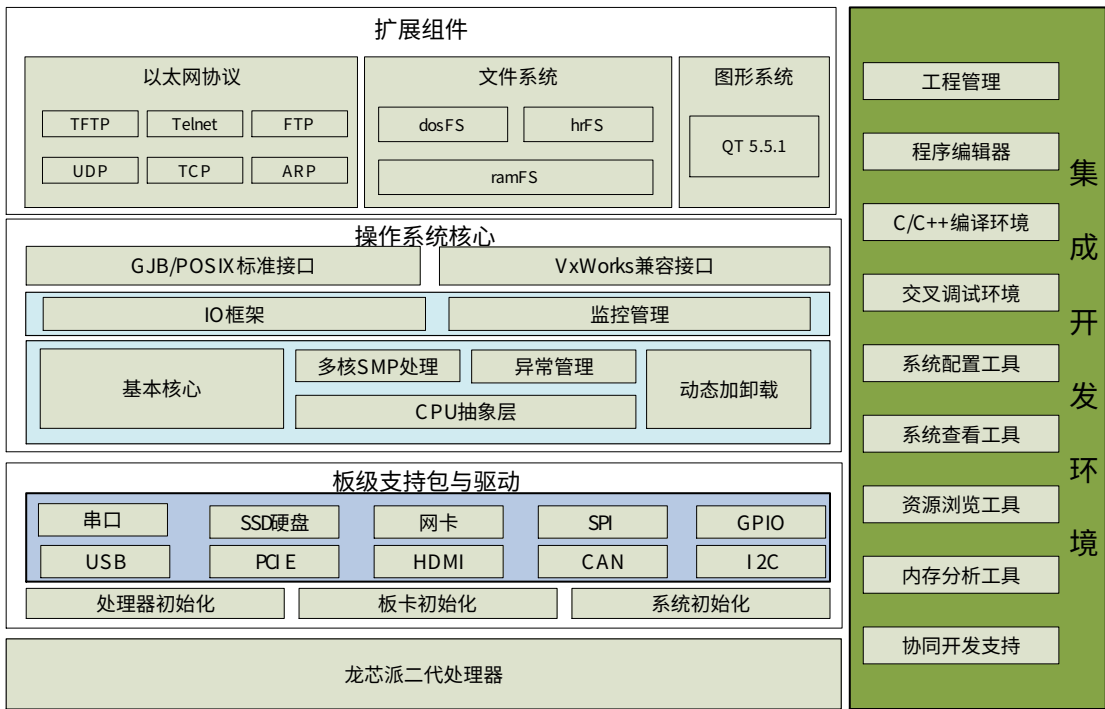 扩展组件
以太网协议
TFTP
Telnet
FTP
UDP
TCP
ARP
文件系统
dosFS
hrFS
ramFS
图形系统
QT 5.5.1
操作系统核心
GJB/POSIX标准接口
VxWorks兼容接口
IO框架
监控管理
基本核心
多核SMP处理
异常管理
CPU抽象层
动态加卸载
板级支持包与驱动
串口
SSD硬盘
网卡
SPI
GPIO
USB
PCIE
HDMI
CAN
I2C
处理器初始化
板卡初始化
系统初始化
龙芯派二代处理器
工程管理
程序编辑器
C/C++编译环境
交叉调试环境
系统配置工具
系统查看工具
资源浏览工具
内存分析工具
协同开发支持
集成开发环境